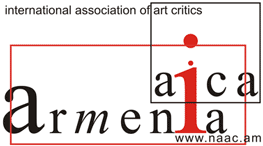 international association of art critics
aica
armenia
www.naac.am